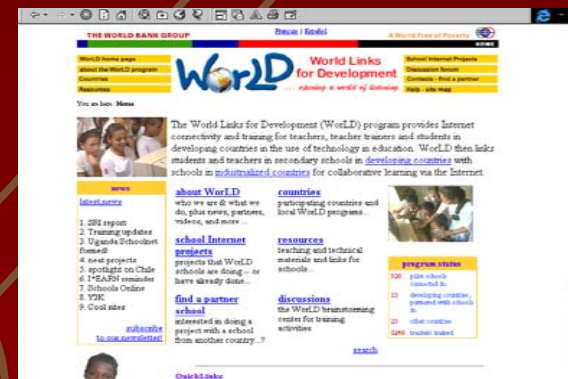 THE WORLD BANK GROUP
Français | Español
A World Free of Poverty
HOME
WorLD home page
about the WorLD program
Countries
Resources
WorLD
World Links
for Development
... opening a world of learning
School Internet Projects
Discussion forum
Contacts - find a partner
Help - site map
You are here: Home
The World Links for Development (WorLD) program provides Internet
connectivity and training for teachers, teacher trainers and students in
developing countries in the use of technology in education. WorLD then links
students and teachers in secondary schools in developing countries with
schools in industrialized countries for collaborative learning via the Internet.
news
latest news
1. SRI report
2. Training updates
3. Uganda Schoolnet
formed!
4. neat projects
5. spotlight on Chile
6. I*EARN reminder
7. Schools Online
8. Y2K
9. Cool sites
subscribe
to our newsletter!
about WorLD
who we are & what we
do, plus news, partners,
videos, and more ...
school Internet
projects
projects that WorLD
schools are doing -- or
have already done...
find a partner
school
interested in doing a
project with a school
from another country...?
countries
participating countries and
local WorLD programs...
resources
teaching and technical
materials and links for
schools...
discussions
the WorLD brainstorming
center for training
activities
search
program status
pilot schools
connected in
developing countries,
partnered with schools
in
other countries
teachers trained
QuickLinks